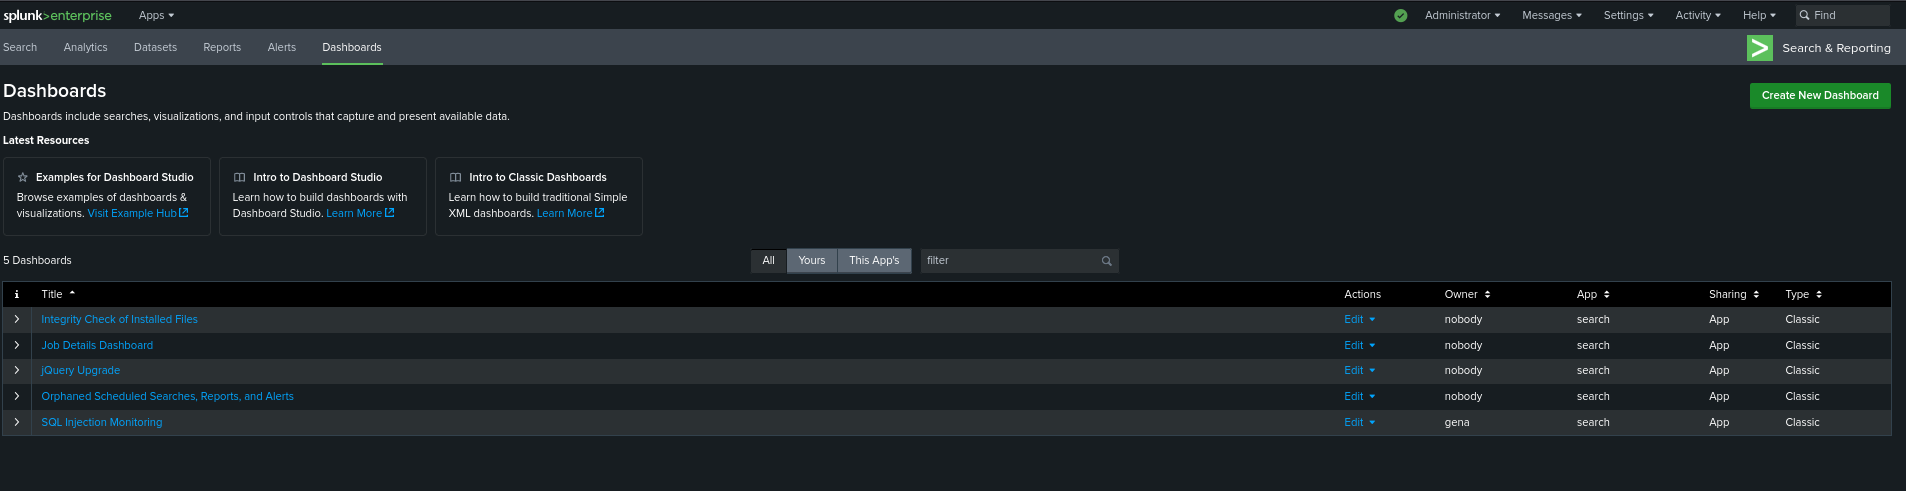 splunk>enterprise Apps Administrator Messages Settings Activity Help Find
Search Analytics Datasets Reports Alerts Dashboards Search & Reporting
Dashboards
Create New Dashboard
Dashboards include searches, visualizations, and input controls that capture and present available data.
Latest Resources
Examples for Dashboard Studio
Browse examples of dashboards &
visualizations. Visit Example Hub
Intro to Dashboard Studio
Learn how to build dashboards with
Dashboard Studio. Learn More
Intro to Classic Dashboards
Learn how to build traditional Simple
XML dashboards. Learn More
5 Dashboards All Yours This App's filter
i Title Actions Owner App Sharing Type
Integrity Check of Installed Files Edit nobody search App Classic
Job Details Dashboard Edit nobody search App Classic
jQuery Upgrade Edit nobody search App Classic
Orphaned Scheduled Searches, Reports, and Alerts Edit nobody search App Classic
SQL Injection Monitoring Edit gena search App Classic